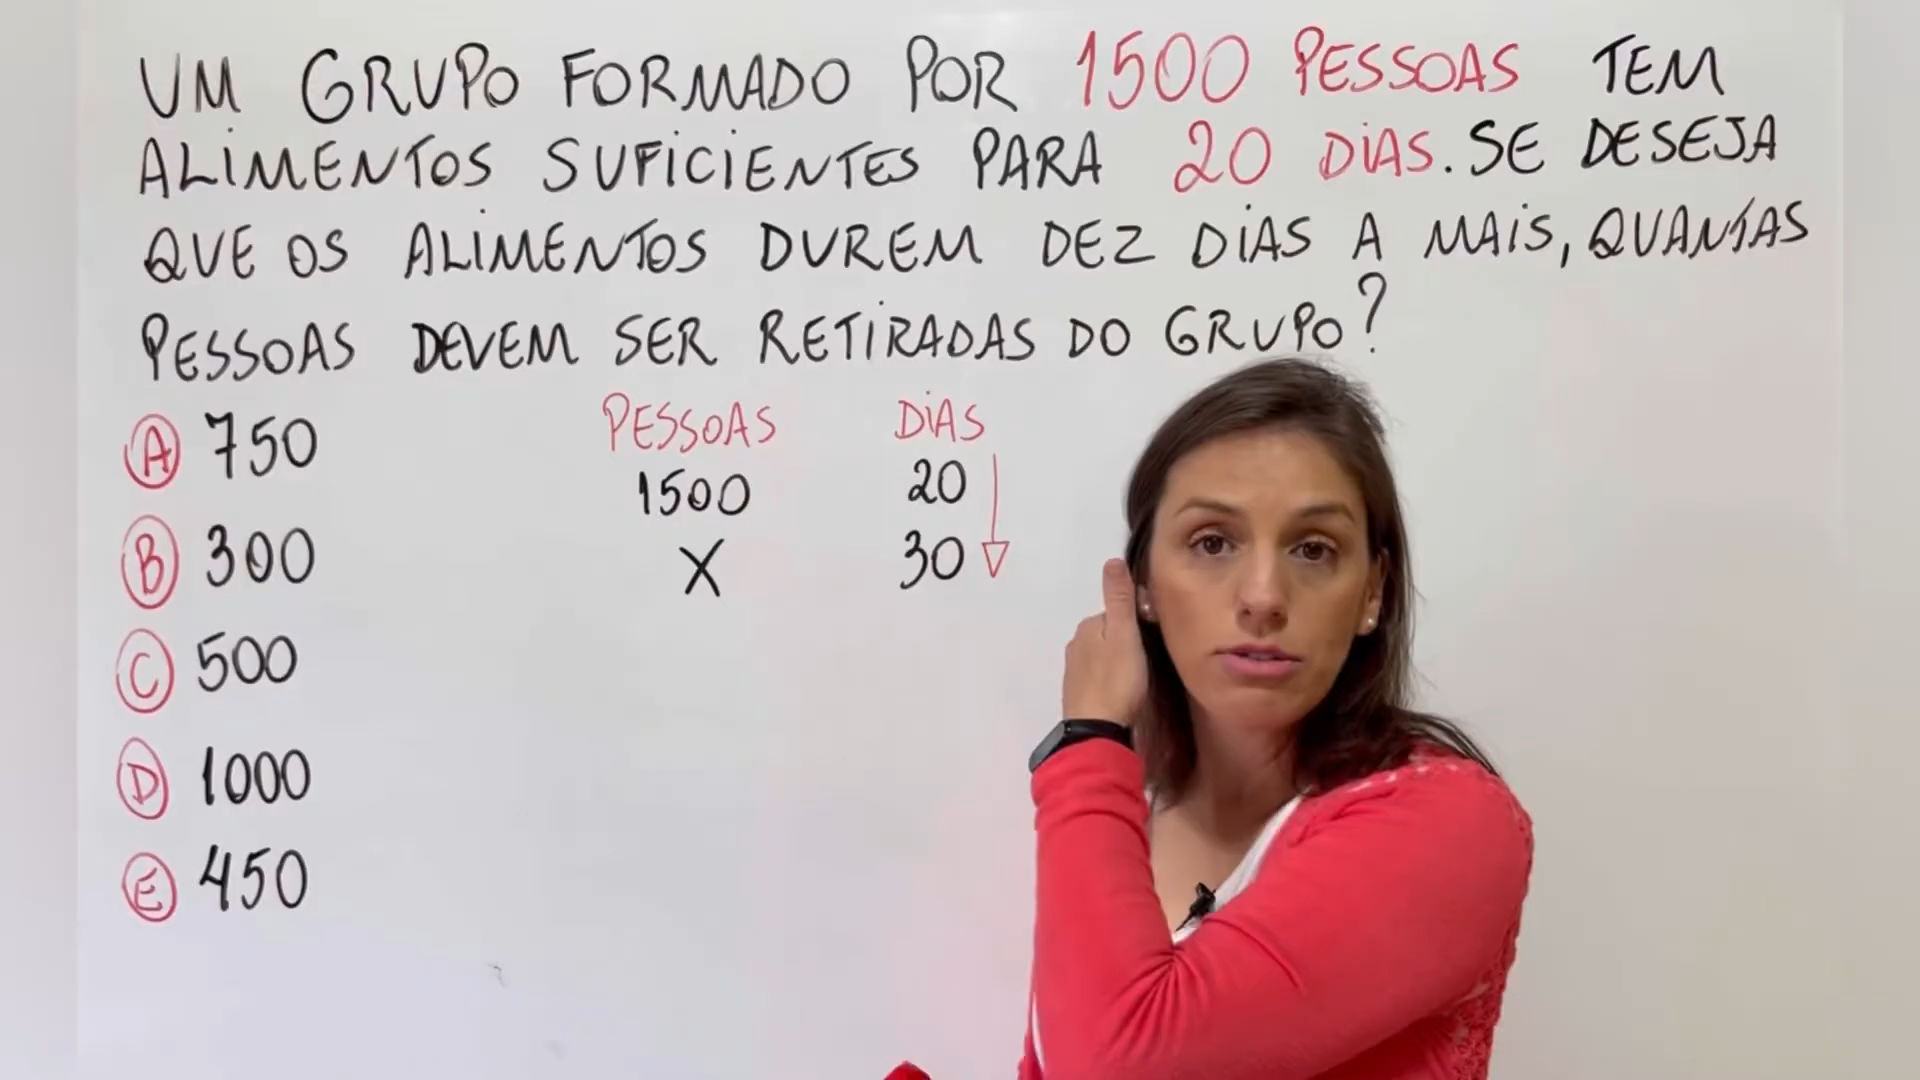 UM GRUPO FORMADO POR 1500 PESSOAS TEM
ALIMENTOS SUFICIENTES PARA 20 DIAS. SE DESEJA
QUE OS ALIMENTOS DUREM DEZ DIAS A MAIS, QUANTAS
PESSOAS DEVEM SER RETIRADAS DO GRUPO?
A 750
B 300
C 500
D 1000
E 450
PESSOAS DIAS
1500 20
X 30